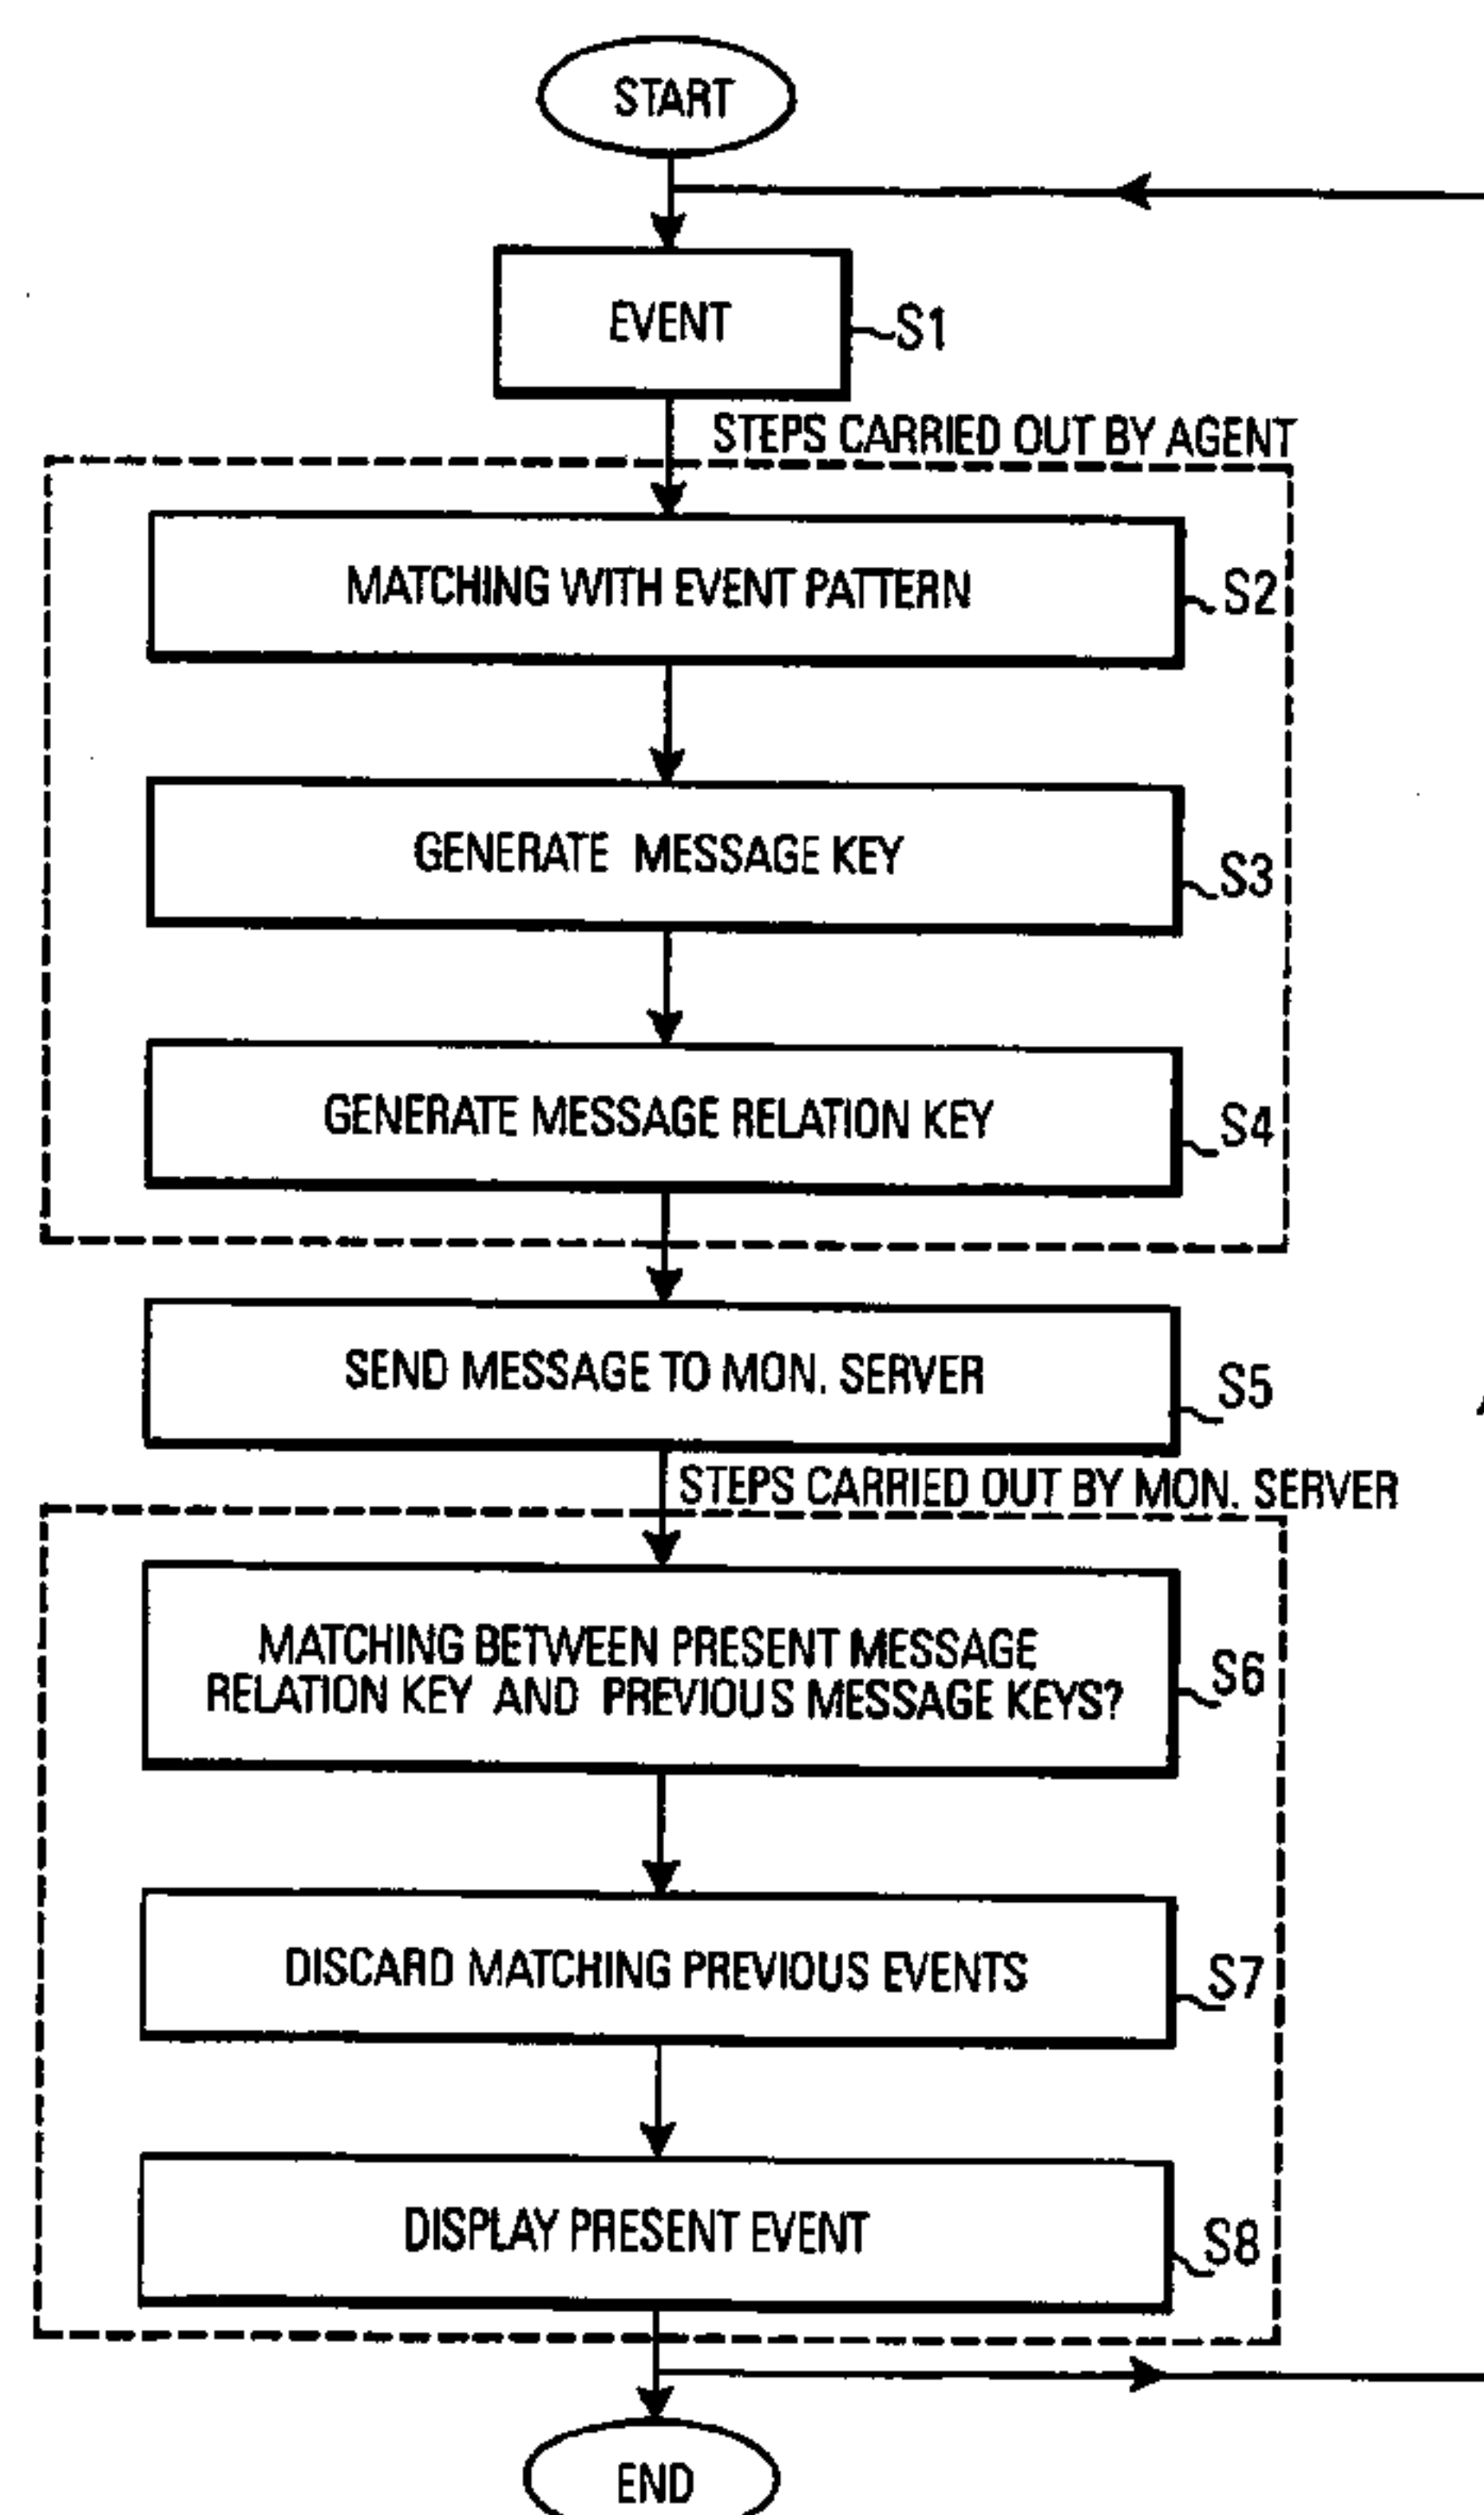 START
EVENT
S1
STEPS CARRIED OUT BY AGENT
MATCHING WITH EVENT PATTERN
S2
GENERATE MESSAGE KEY
S3
GENERATE MESSAGE RELATION KEY
S4
SEND MESSAGE TO MON. SERVER
S5
STEPS CARRIED OUT BY MON. SERVER
MATCHING BETWEEN PRESENT MESSAGE
RELATION KEY AND PREVIOUS MESSAGE KEYS?
S6
DISCARD MATCHING PREVIOUS EVENTS
S7
DISPLAY PRESENT EVENT
S8
END